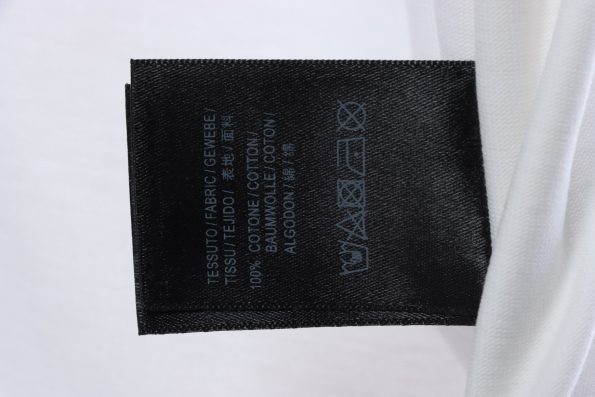 TESSUTO/FABRIC/GEWEBE/
TISSU/TEJIDO/ 表地/面料
100% COTONE/COTTON/
BAUMWOLLE/COTON/
ALGODON/綿/棉